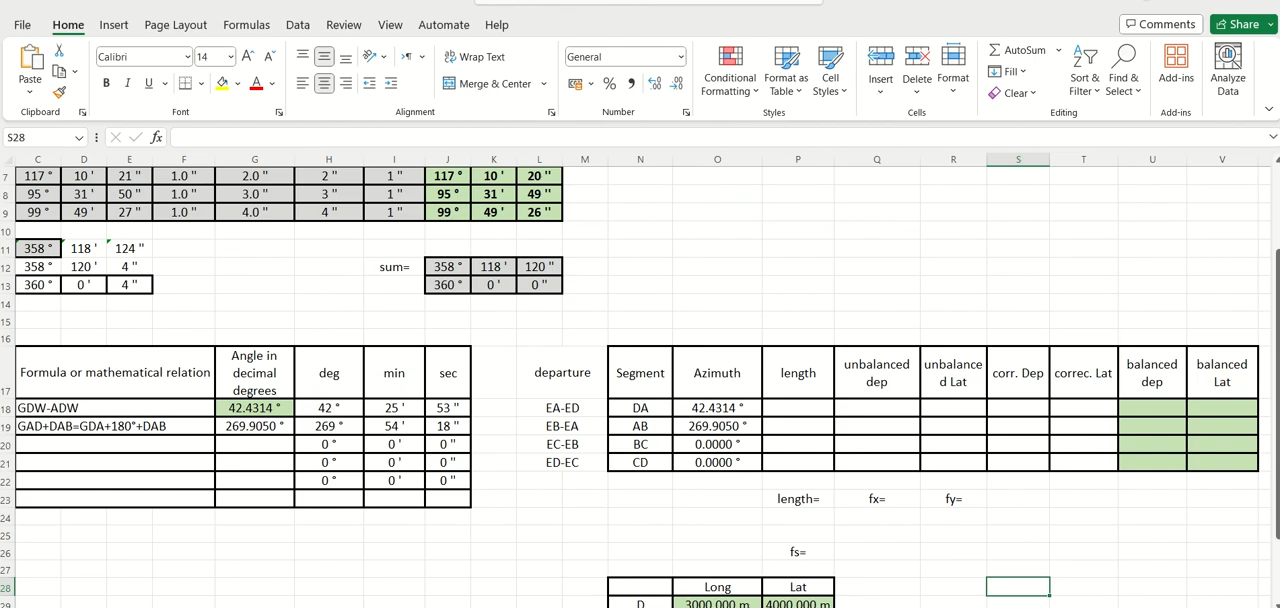 File Home Insert Page Layout Formulas Data Review View Automate Help Comments Share
Paste Calibri 14 A^ Aˇ Wrap Text General Conditional Formatting Format as Table Cell Styles Insert Delete Format AutoSum Sort & Filter Find & Select Add-ins Analyze Data
B I U A Merge & Center % , Fill
Clear
Clipboard Font Alignment Number Styles Cells Editing Add-ins
S28 fx
C D E F G H I J K L M N O P Q R S T U V
7 117 ° 10 ' 21 " 1.0 " 2.0 " 2 " 1 " 117 ° 10 ' 20 "
8 95 ° 31 ' 50 " 1.0 " 3.0 " 3 " 1 " 95 ° 31 ' 49 "
9 99 ° 49 ' 27 " 1.0 " 4.0 " 4 " 1 " 99 ° 49 ' 26 "
10
11 358 ° 118 ' 124 "
12 358 ° 120 ' 4 " sum= 358 ° 118 ' 120 "
13 360 ° 0 ' 4 " 360 ° 0 ' 0 "
14
15
16
17 Formula or mathematical relation Angle in decimal degrees deg min sec departure Segment Azimuth length unbalanced dep unbalance d Lat corr. Dep correc. Lat balanced dep balanced Lat
18 GDW-ADW 42.4314 ° 42 ° 25 ' 53 " EA-ED DA 42.4314 °
19 GAD+DAB=GDA+180°+DAB 269.9050 ° 269 ° 54 ' 18 " EB-EA AB 269.9050 °
20 0 ° 0 ' 0 " EC-EB BC 0.0000 °
21 0 ° 0 ' 0 " ED-EC CD 0.0000 °
22 0 ° 0 ' 0 "
23 length= fx= fy=
24
25
26 fs=
27
28 Long Lat
29 D 3000.000 m 4000.000 m